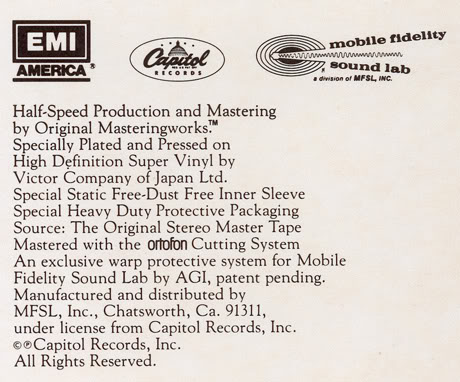 EMI
AMERICA®
Capitol
RECORDS
mobile fidelity
sound lab
a division of MFSL, INC.
Half-Speed Production and Mastering
by Original Masteringworks.™
Specially Plated and Pressed on
High Definition Super Vinyl by
Victor Company of Japan Ltd.
Special Static Free-Dust Free Inner Sleeve
Special Heavy Duty Protective Packaging
Source: The Original Stereo Master Tape
Mastered with the ortofon Cutting System
An exclusive warp protective system for Mobile
Fidelity Sound Lab by AGI, patent pending.
Manufactured and distributed by
MFSL, Inc., Chatsworth, Ca. 91311,
under license from Capitol Records, Inc.
©℗Capitol Records, Inc.
All Rights Reserved.